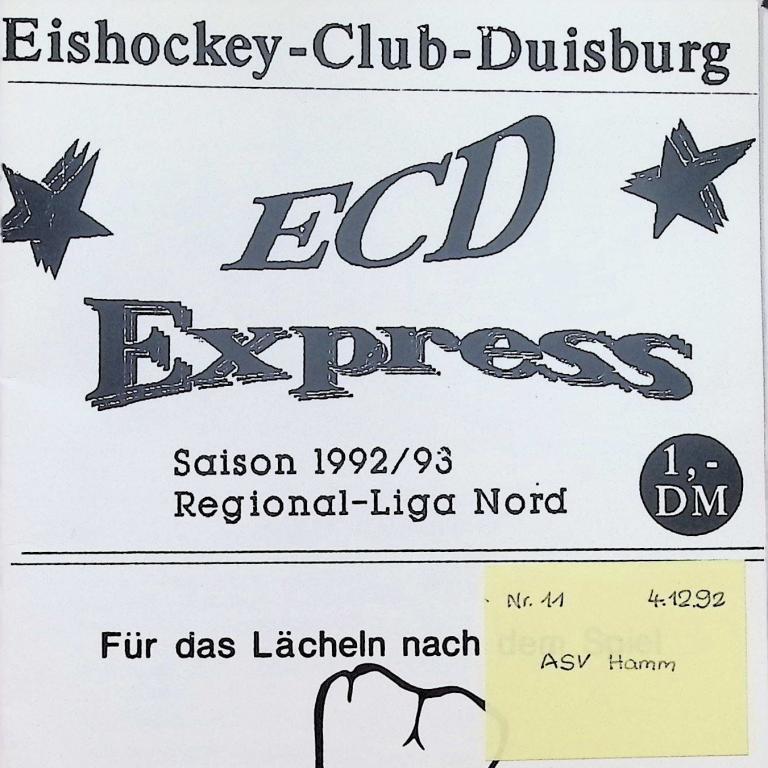 Eishockey-Club-Duisburg
ECD
Express
Saison 1992/93
Regional-Liga Nord
1,-
DM
Für das Lächeln nach dem Spiel
Nr. 11 4.12.92
ASV Hamm